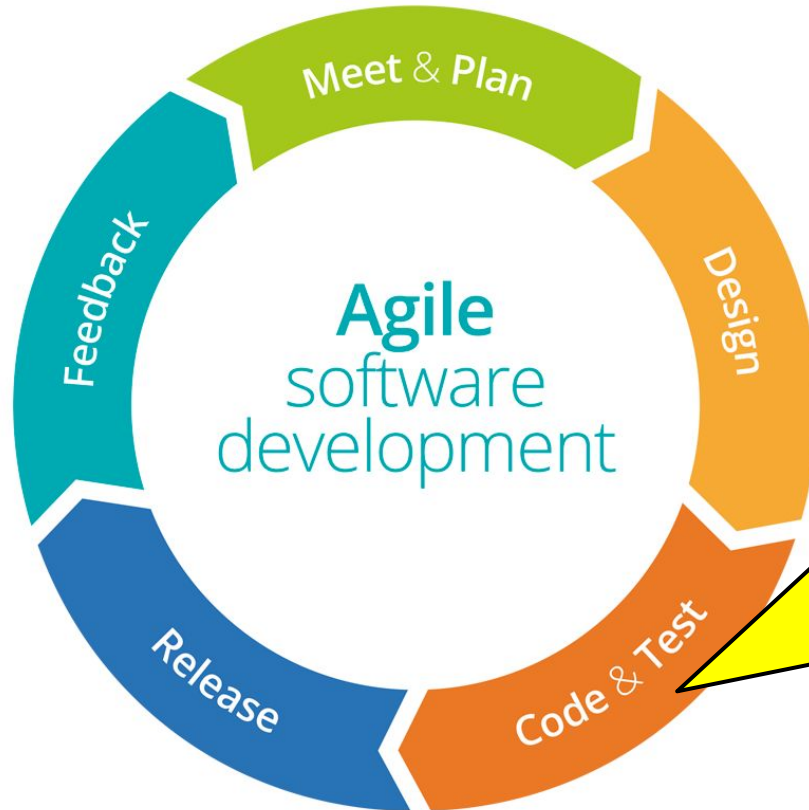 Meet & Plan
Design
Code & Test
Release
Feedback
Agile
software
development